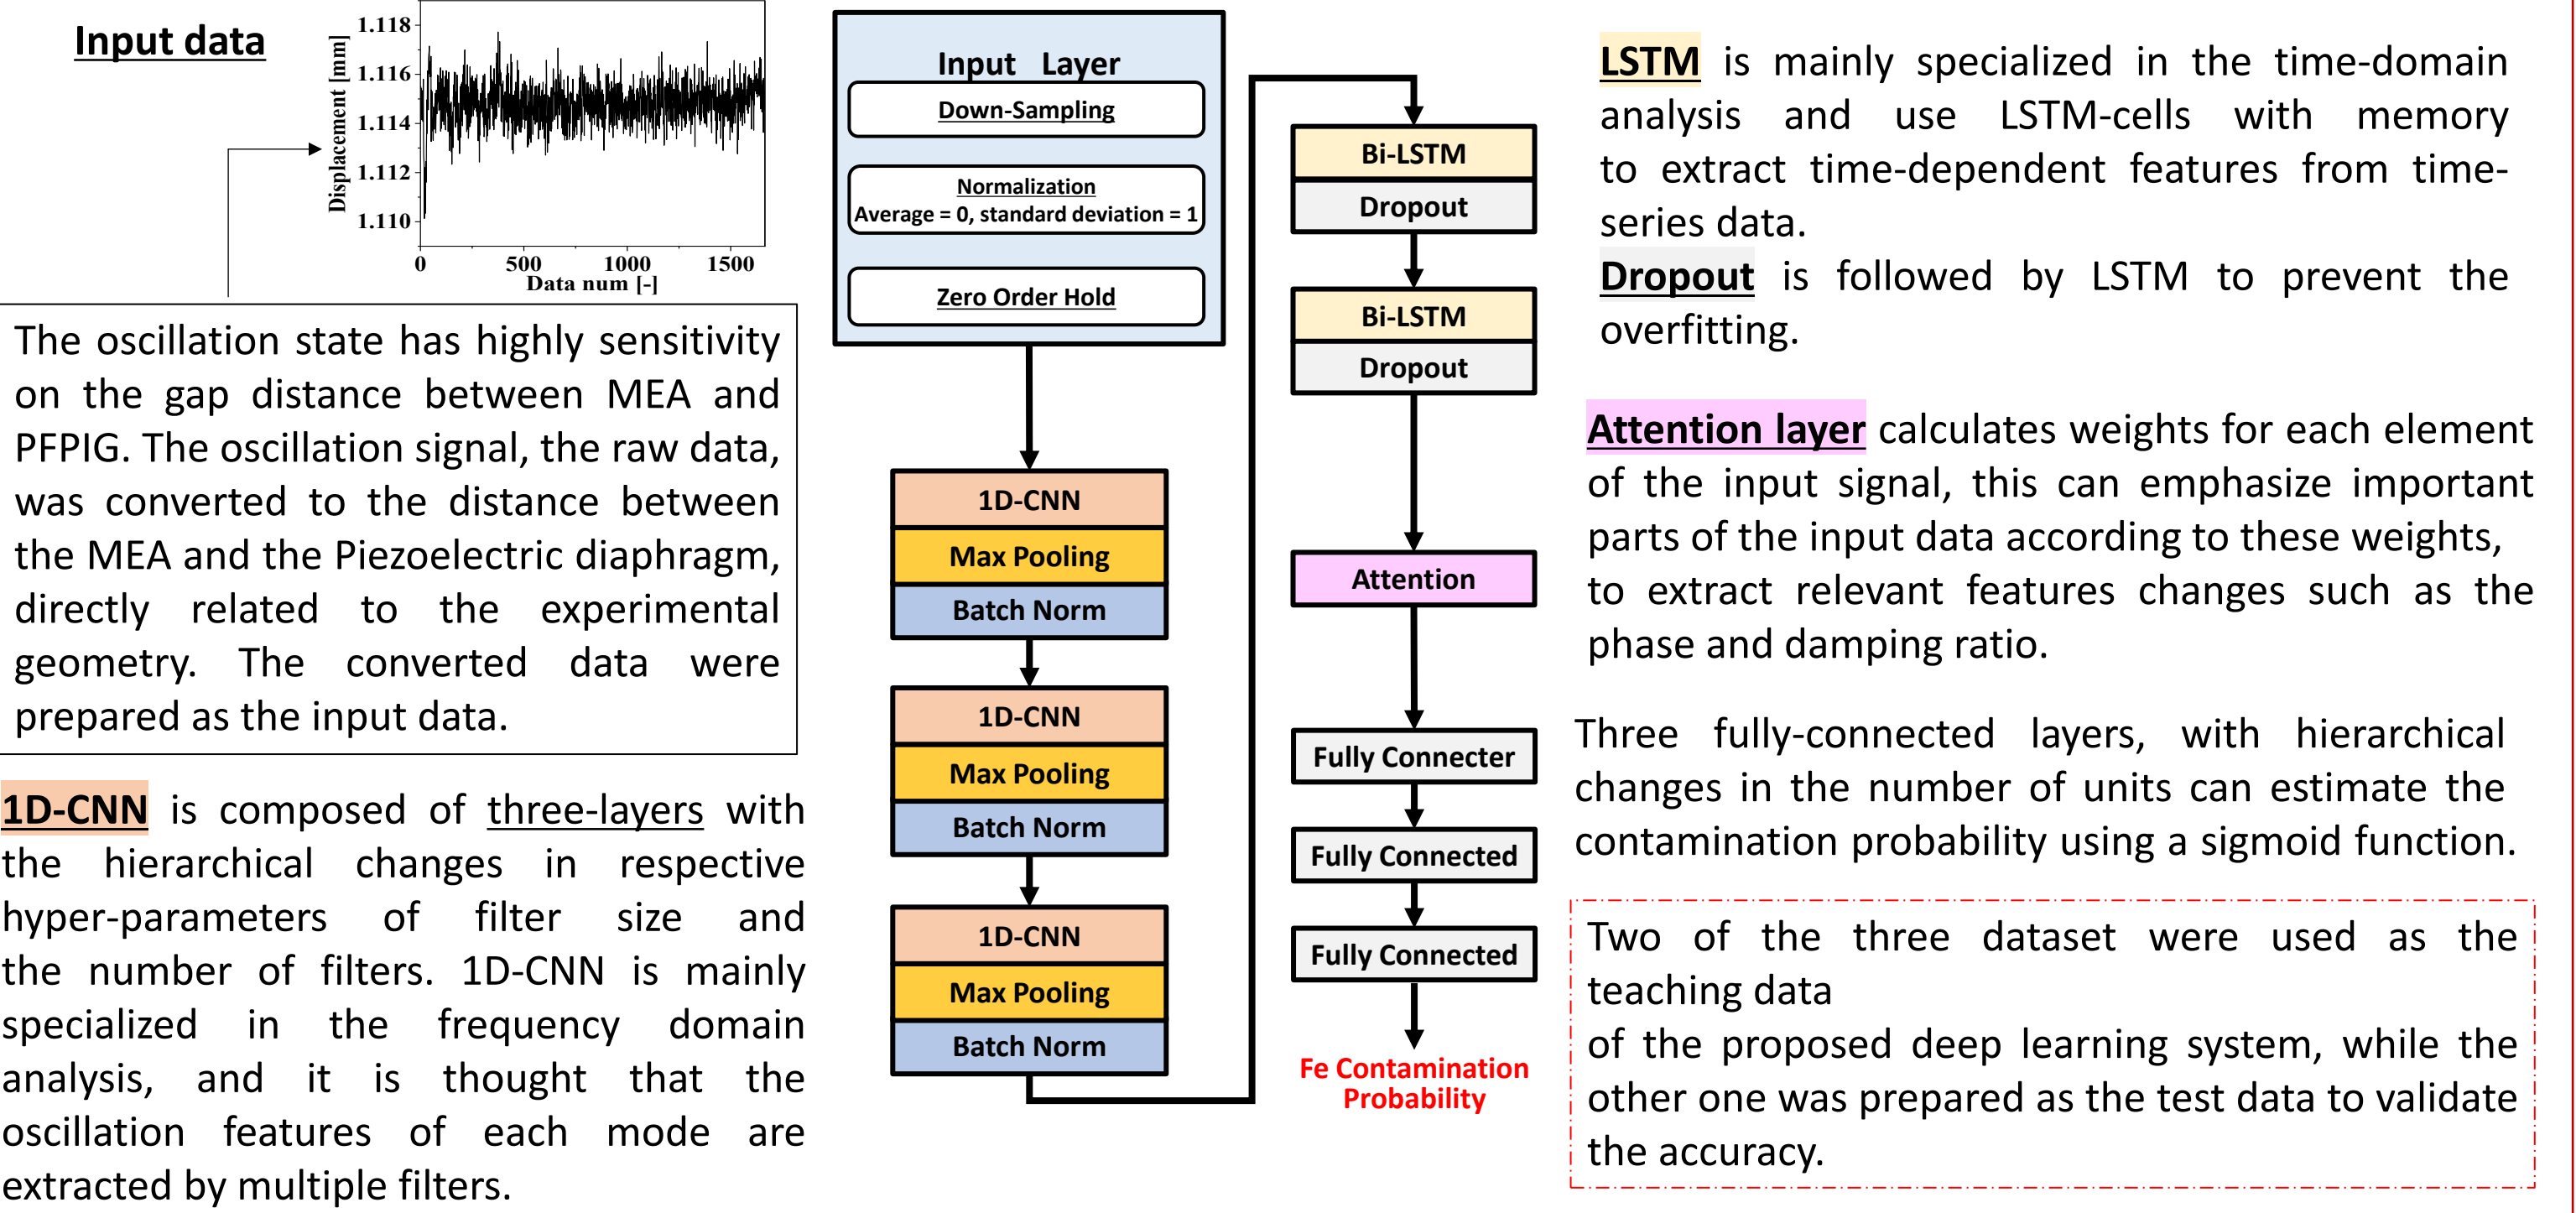 Input data
Displacement [mm]
1.118
1.116
1.114
1.112
1.110
0
500
1000
1500
Data num [-]
The oscillation state has highly sensitivity
on the gap distance between MEA and
PFPIG. The oscillation signal, the raw data,
was converted to the distance between
the MEA and the Piezoelectric diaphragm,
directly related to the experimental
geometry. The converted data were
prepared as the input data.
1D-CNN is composed of three-layers with
the hierarchical changes in respective
hyper-parameters of filter size and
the number of filters. 1D-CNN is mainly
specialized in the frequency domain
analysis, and it is thought that the
oscillation features of each mode are
extracted by multiple filters.
Input Layer
Down-Sampling
Normalization
Average = 0, standard deviation = 1
Zero Order Hold
1D-CNN
Max Pooling
Batch Norm
1D-CNN
Max Pooling
Batch Norm
1D-CNN
Max Pooling
Batch Norm
Bi-LSTM
Dropout
Bi-LSTM
Dropout
Attention
Fully Connecter
Fully Connected
Fully Connected
Fe Contamination
Probability
LSTM is mainly specialized in the time-domain
analysis and use LSTM-cells with memory
to extract time-dependent features from time-
series data.
Dropout is followed by LSTM to prevent the
overfitting.
Attention layer calculates weights for each element
of the input signal, this can emphasize important
parts of the input data according to these weights,
to extract relevant features changes such as the
phase and damping ratio.
Three fully-connected layers, with hierarchical
changes in the number of units can estimate the
contamination probability using a sigmoid function.
Two of the three dataset were used as the
teaching data
of the proposed deep learning system, while the
other one was prepared as the test data to validate
the accuracy.